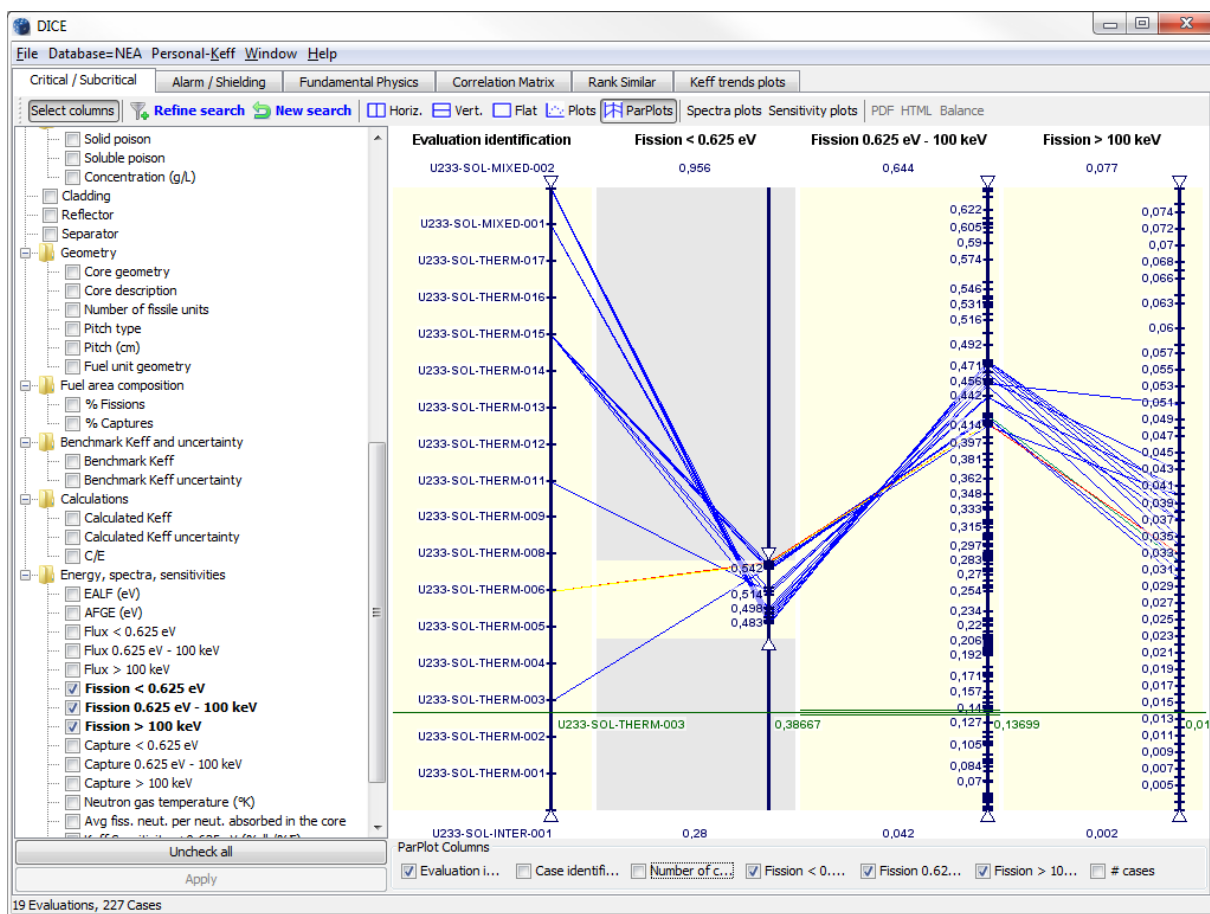 DICE
File Database=NEA Personal-Keff Window Help
Critical / Subcritical Alarm / Shielding Fundamental Physics Correlation Matrix Rank Similar Keff trends plots
Select columns Refine search New search Horiz. Vert. Flat Plots ParPlots Spectra plots Sensitivity plots PDF HTML Balance
Solid poison
Soluble poison
Concentration (g/L)
Cladding
Reflector
Separator
Geometry
Core geometry
Core description
Number of fissile units
Pitch type
Pitch (cm)
Fuel unit geometry
Fuel area composition
% Fissions
% Captures
Benchmark Keff and uncertainty
Benchmark Keff
Benchmark Keff uncertainty
Calculations
Calculated Keff
Calculated Keff uncertainty
C/E
Energy, spectra, sensitivities
EALF (eV)
AFGE (eV)
Flux < 0.625 eV
Flux 0.625 eV - 100 keV
Flux > 100 keV
Fission < 0.625 eV
Fission 0.625 eV - 100 keV
Fission > 100 keV
Capture < 0.625 eV
Capture 0.625 eV - 100 keV
Capture > 100 keV
Neutron gas temperature (°K)
Avg fiss. neut. per neut. absorbed in the core
Uncheck all
Apply
Evaluation identification Fission < 0.625 eV Fission 0.625 eV - 100 keV Fission > 100 keV
U233-SOL-MIXED-002 0,956 0,644 0,077
U233-SOL-MIXED-001
U233-SOL-THERM-017
U233-SOL-THERM-016
U233-SOL-THERM-015
U233-SOL-THERM-014
U233-SOL-THERM-013
U233-SOL-THERM-012
U233-SOL-THERM-011
U233-SOL-THERM-009
U233-SOL-THERM-008
U233-SOL-THERM-006
U233-SOL-THERM-005
U233-SOL-THERM-004
U233-SOL-THERM-003
U233-SOL-THERM-002
U233-SOL-THERM-001
0,542
0,514
0,498
0,483
0,622
0,605
0,59
0,574
0,546
0,531
0,516
0,492
0,471
0,456
0,442
0,414
0,397
0,381
0,362
0,348
0,333
0,315
0,297
0,283
0,27
0,254
0,234
0,22
0,206
0,192
0,171
0,157
0,14
0,127
0,105
0,084
0,07
0,074
0,072
0,07
0,068
0,066
0,063
0,06
0,057
0,055
0,053
0,051
0,049
0,047
0,045
0,043
0,041
0,039
0,037
0,035
0,033
0,031
0,029
0,027
0,025
0,023
0,021
0,019
0,017
0,015
0,013
0,011
0,009
0,007
0,005
U233-SOL-THERM-003 0,38667 0,13699 0,01
U233-SOL-INTER-001 0,28 0,042 0,002
ParPlot Columns
Evaluation i... Case identifi... Number of c... Fission < 0.... Fission 0.62... Fission > 10... # cases
19 Evaluations, 227 Cases